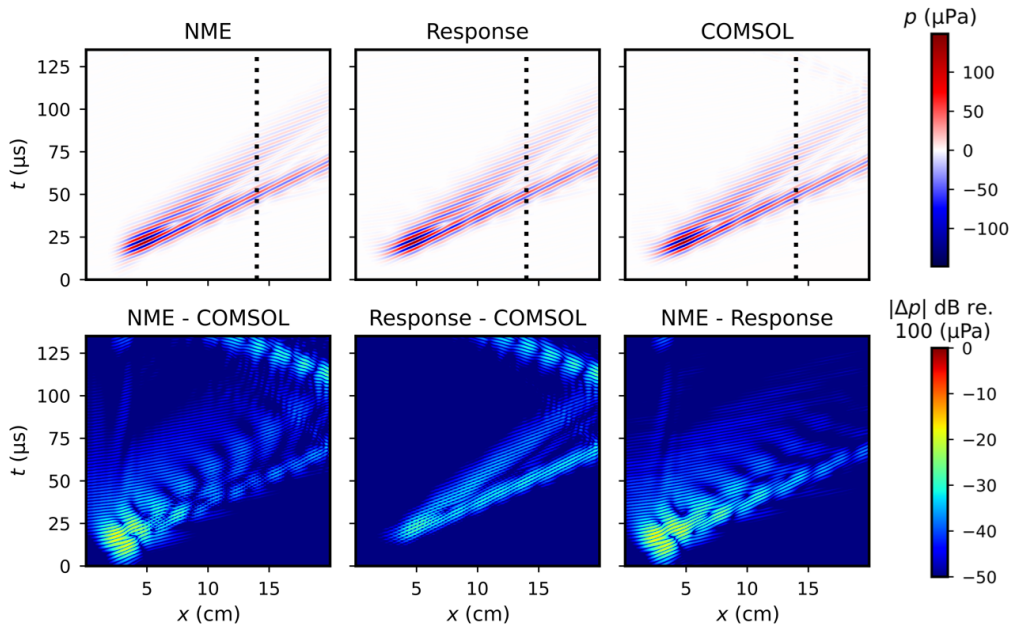 NME
Response
COMSOL
p (μPa)
t (μs)
125
100
75
50
25
0
100
50
0
−50
−100
NME - COMSOL
Response - COMSOL
NME - Response
|Δp| dB re.
100 (μPa)
t (μs)
125
100
75
50
25
0
5 10 15
5 10 15
5 10 15
x (cm)
x (cm)
x (cm)
0
−10
−20
−30
−40
−50